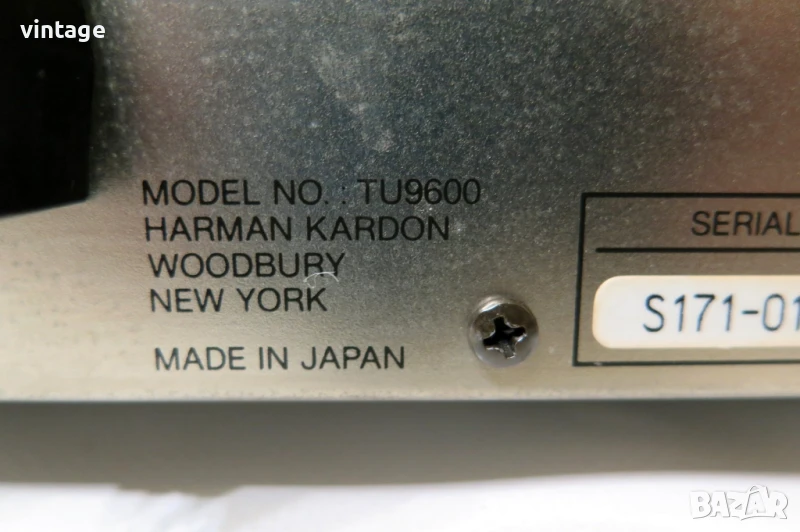 vintage
MODEL NO. : TU9600
HARMAN KARDON
WOODBURY
NEW YORK
MADE IN JAPAN
SERIAL
S171-01
BAZAR